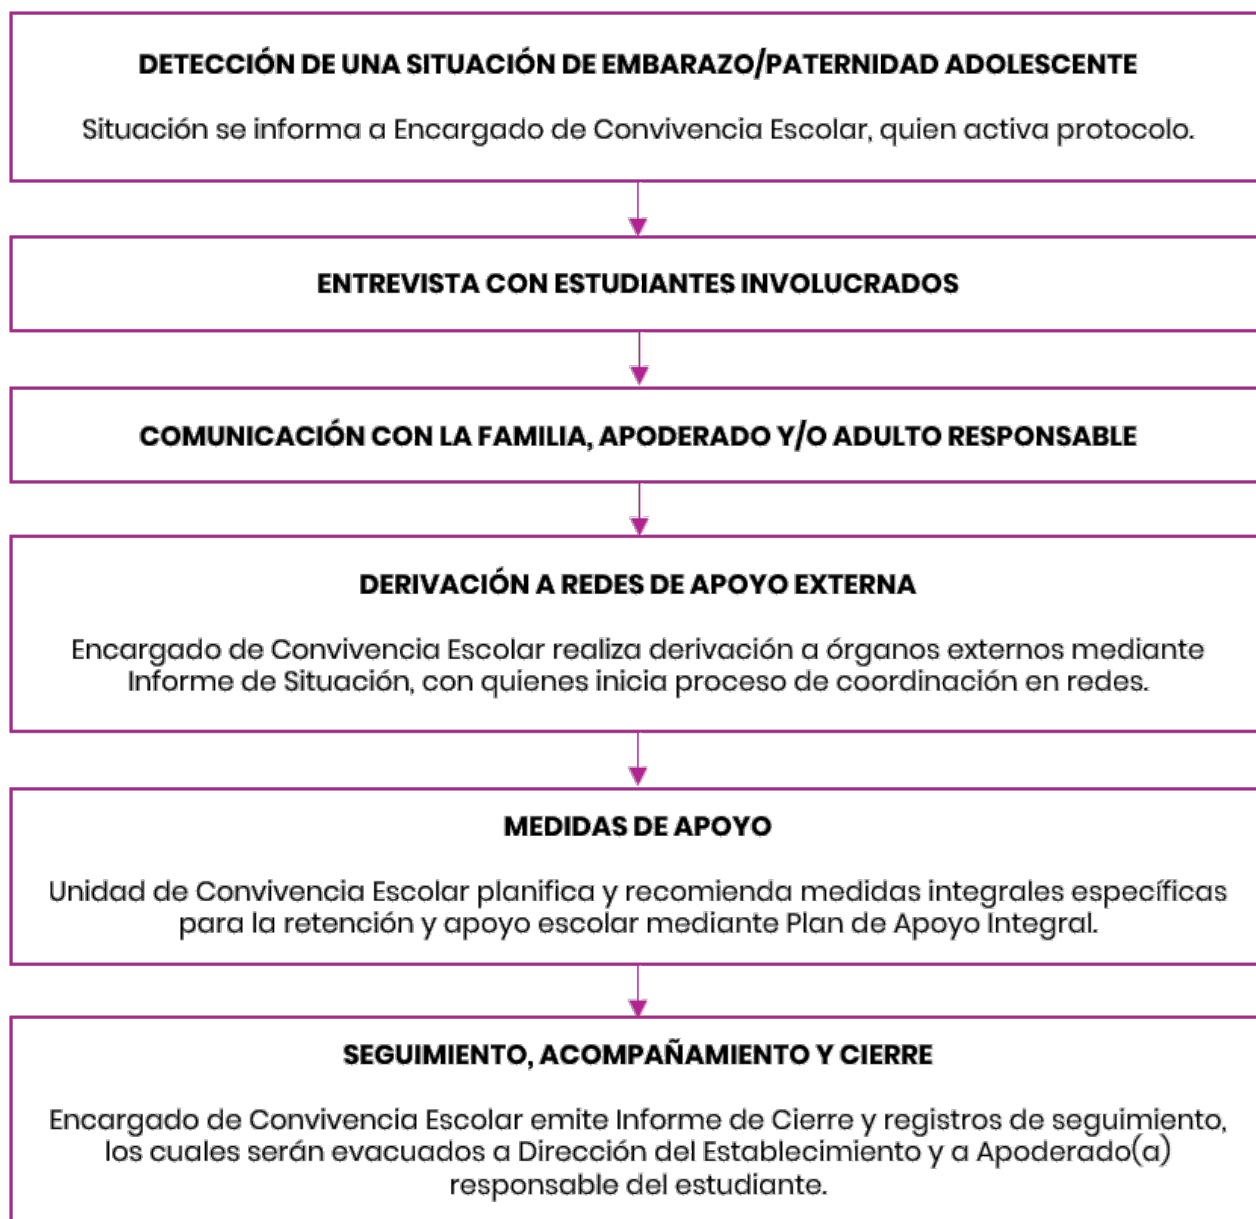 DETECCIÓN DE UNA SITUACIÓN DE EMBARAZO/PATERNIDAD ADOLESCENTE
Situación se informa a Encargado de Convivencia Escolar, quien activa protocolo.
ENTREVISTA CON ESTUDIANTES INVOLUCRADOS
COMUNICACIÓN CON LA FAMILIA, APODERADO Y/O ADULTO RESPONSABLE
DERIVACIÓN A REDES DE APOYO EXTERNA
Encargado de Convivencia Escolar realiza derivación a órganos externos mediante
Informe de Situación, con quienes inicia proceso de coordinación en redes.
MEDIDAS DE APOYO
Unidad de Convivencia Escolar planifica y recomienda medidas integrales específicas
para la retención y apoyo escolar mediante Plan de Apoyo Integral.
SEGUIMIENTO, ACOMPAÑAMIENTO Y CIERRE
Encargado de Convivencia Escolar emite Informe de Cierre y registros de seguimiento,
los cuales serán evacuados a Dirección del Establecimiento y a Apoderado(a)
responsable del estudiante.